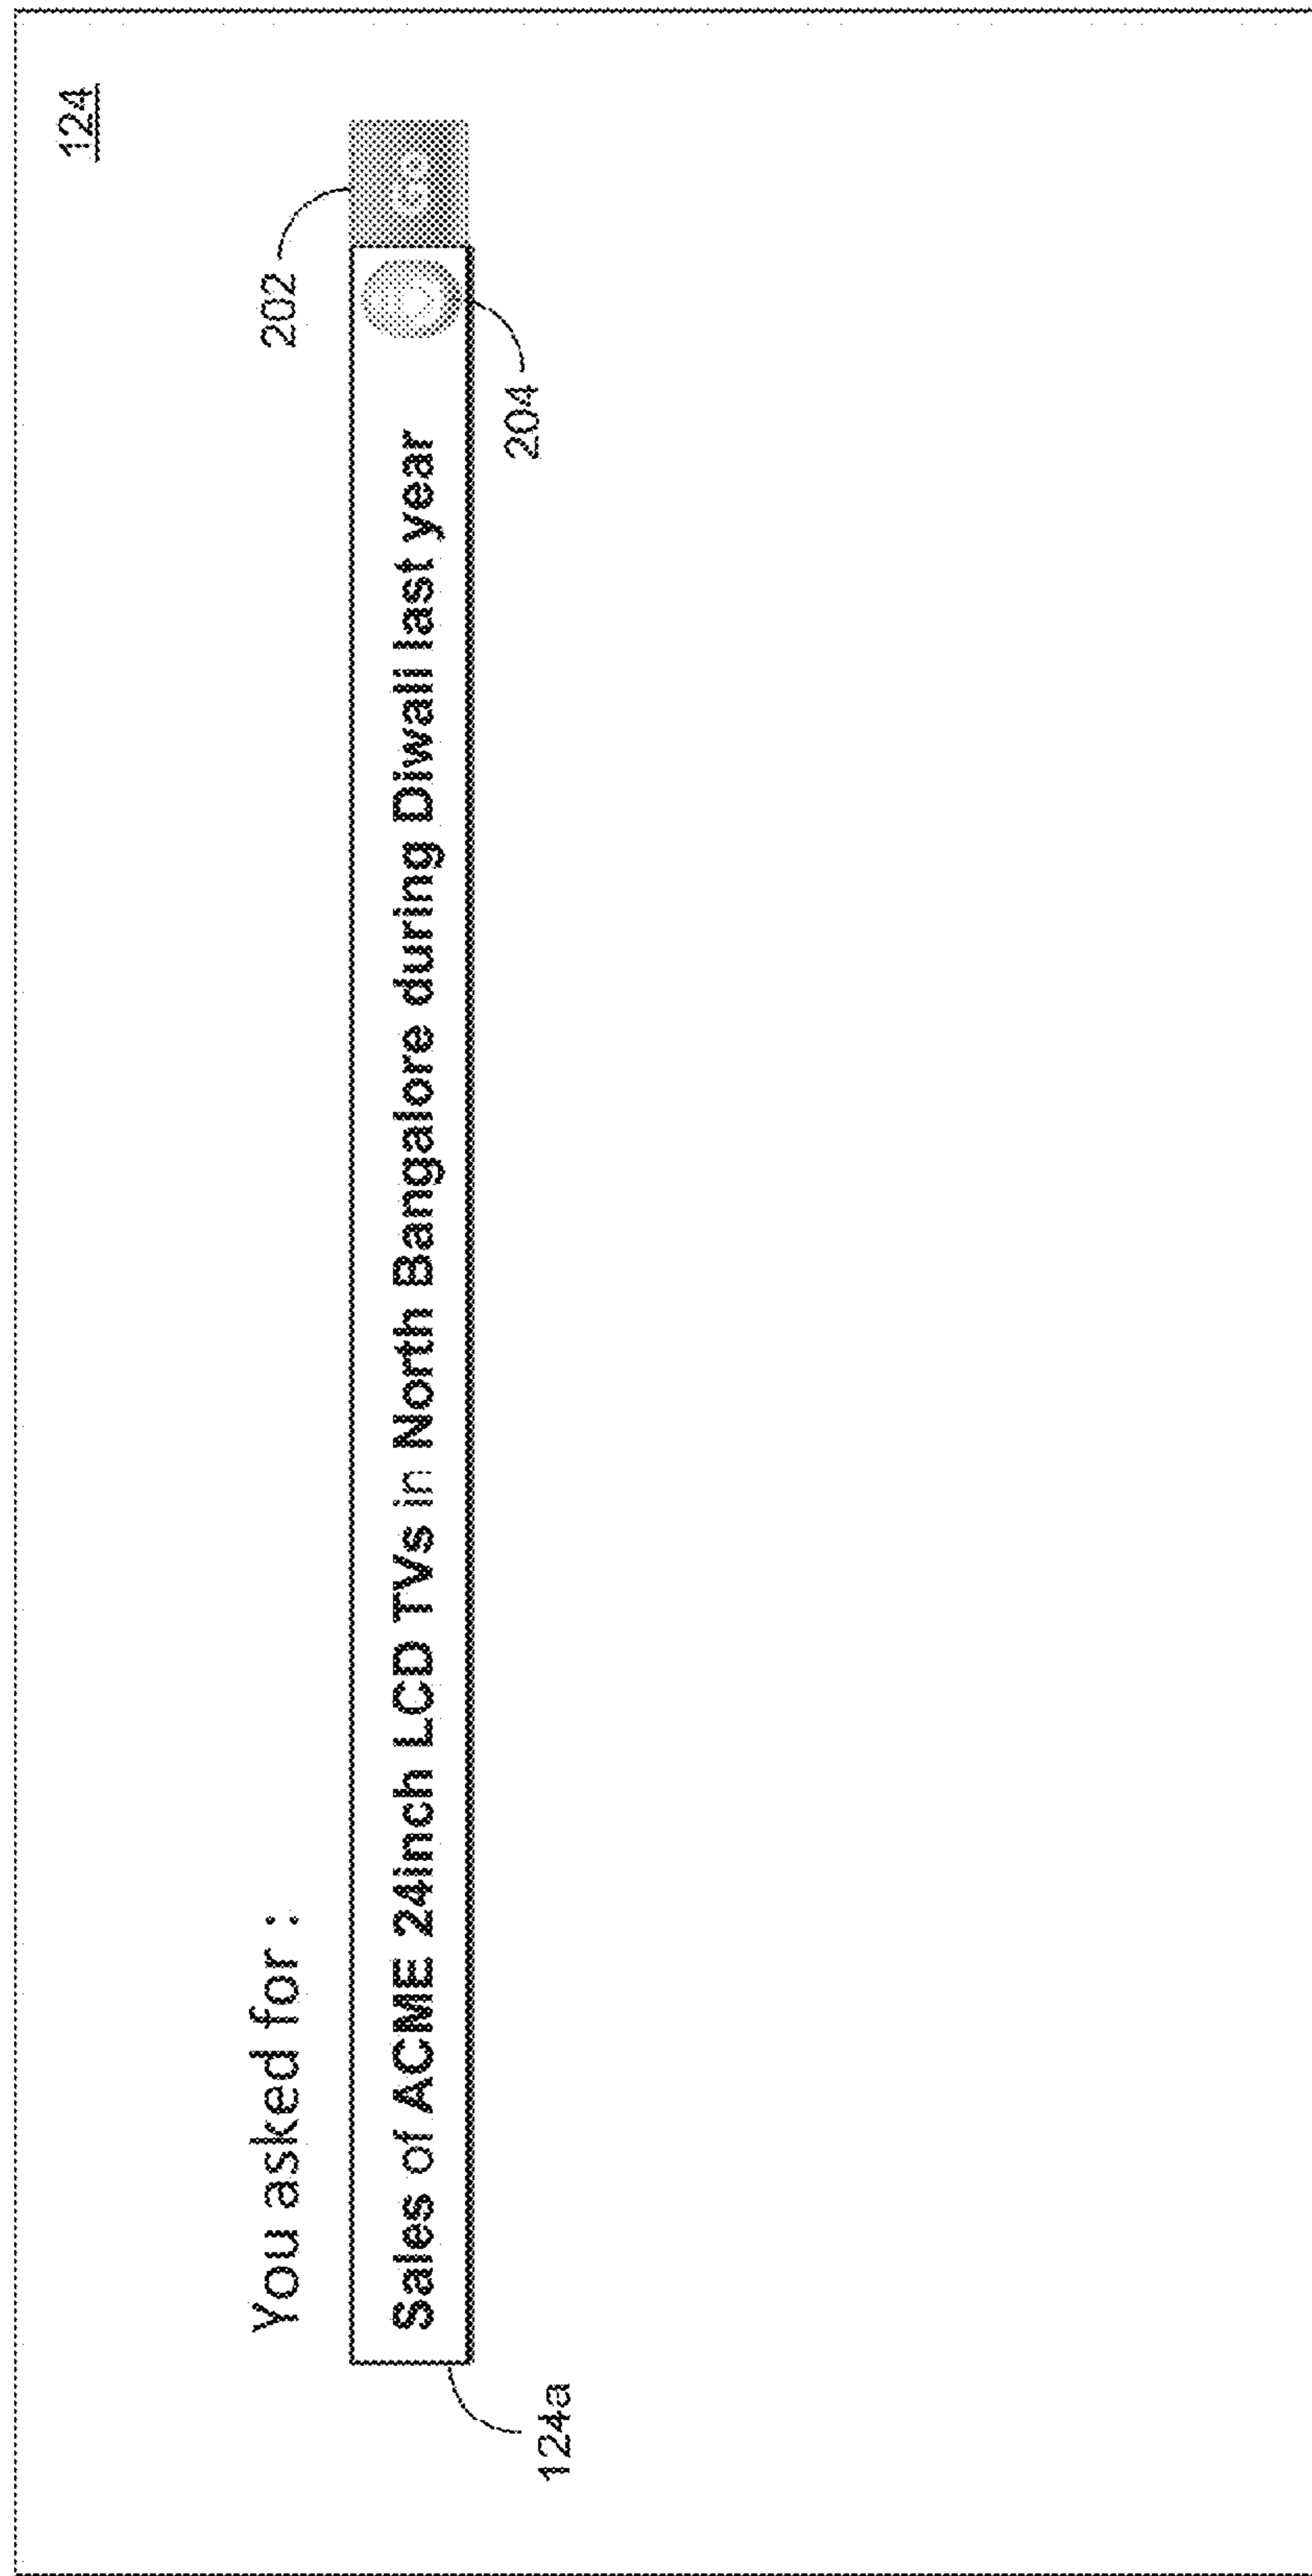 124
You asked for :
202
Sales of ACME 24inch LCD TVs in North Bangalore during Diwali last year
Go
204
124a